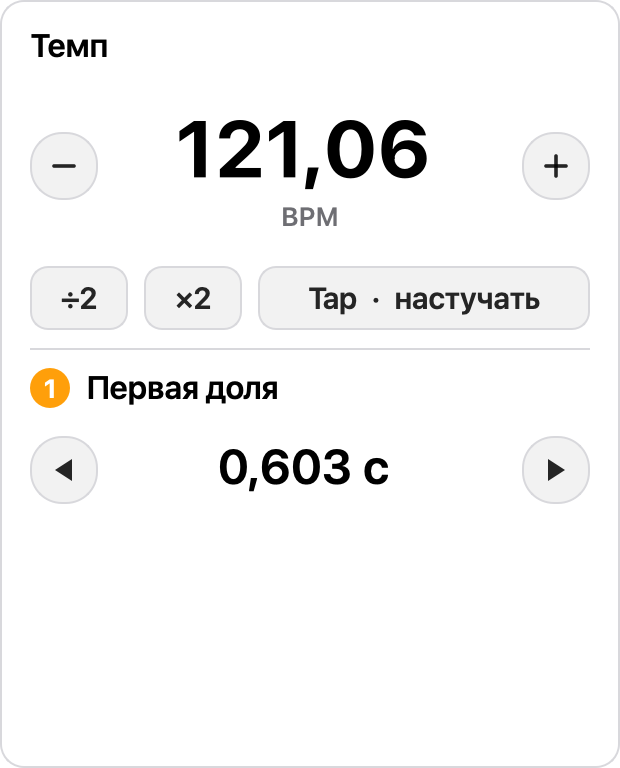 Темп
− 121,06 +
BPM
÷2 ×2 Tap · настучать
1 Первая доля
0,603 с